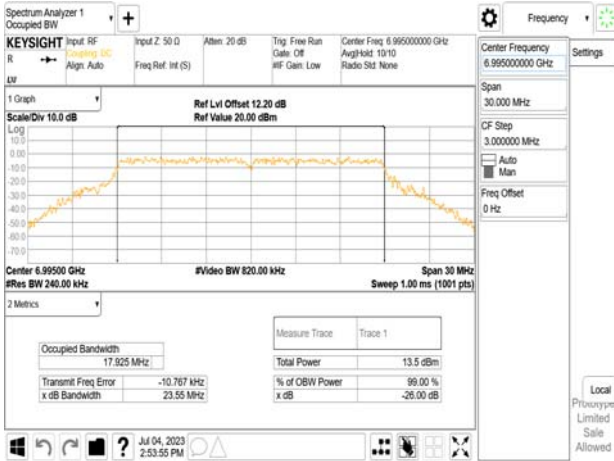 Spectrum Analyzer 1
Occupied BW
Frequency
KEYSIGHT
R
Input: RF
Coupling: DC
Align: Auto
Input Z: 50 Ω
Freq Ref: Int (S)
Atten: 20 dB
Trig: Free Run
Gate: Off
#IF Gain: Low
Center Freq: 6.995000000 GHz
Avg|Hold: 10/10
Radio Std: None
1 Graph
Scale/Div 10.0 dB
Ref Lvl Offset 12.20 dB
Ref Value 20.00 dBm
Log
10.0
0.00
-10.0
-20.0
-30.0
-40.0
-50.0
-60.0
-70.0
Center 6.99500 GHz
#Res BW 240.00 kHz
#Video BW 820.00 kHz
Span 30 MHz
Sweep 1.00 ms (1001 pts)
2 Metrics
Measure Trace
Trace 1
Occupied Bandwidth
17.925 MHz
Total Power
13.5 dBm
Transmit Freq Error
-10.767 kHz
% of OBW Power
99.00 %
x dB Bandwidth
23.55 MHz
x dB
-26.00 dB
Jul 04, 2023
2:53:55 PM
Center Frequency
6.995000000 GHz
Settings
Span
30.000 MHz
CF Step
3.000000 MHz
Auto
Man
Freq Offset
0 Hz
Local
Prototype
Limited
Sale
Allowed